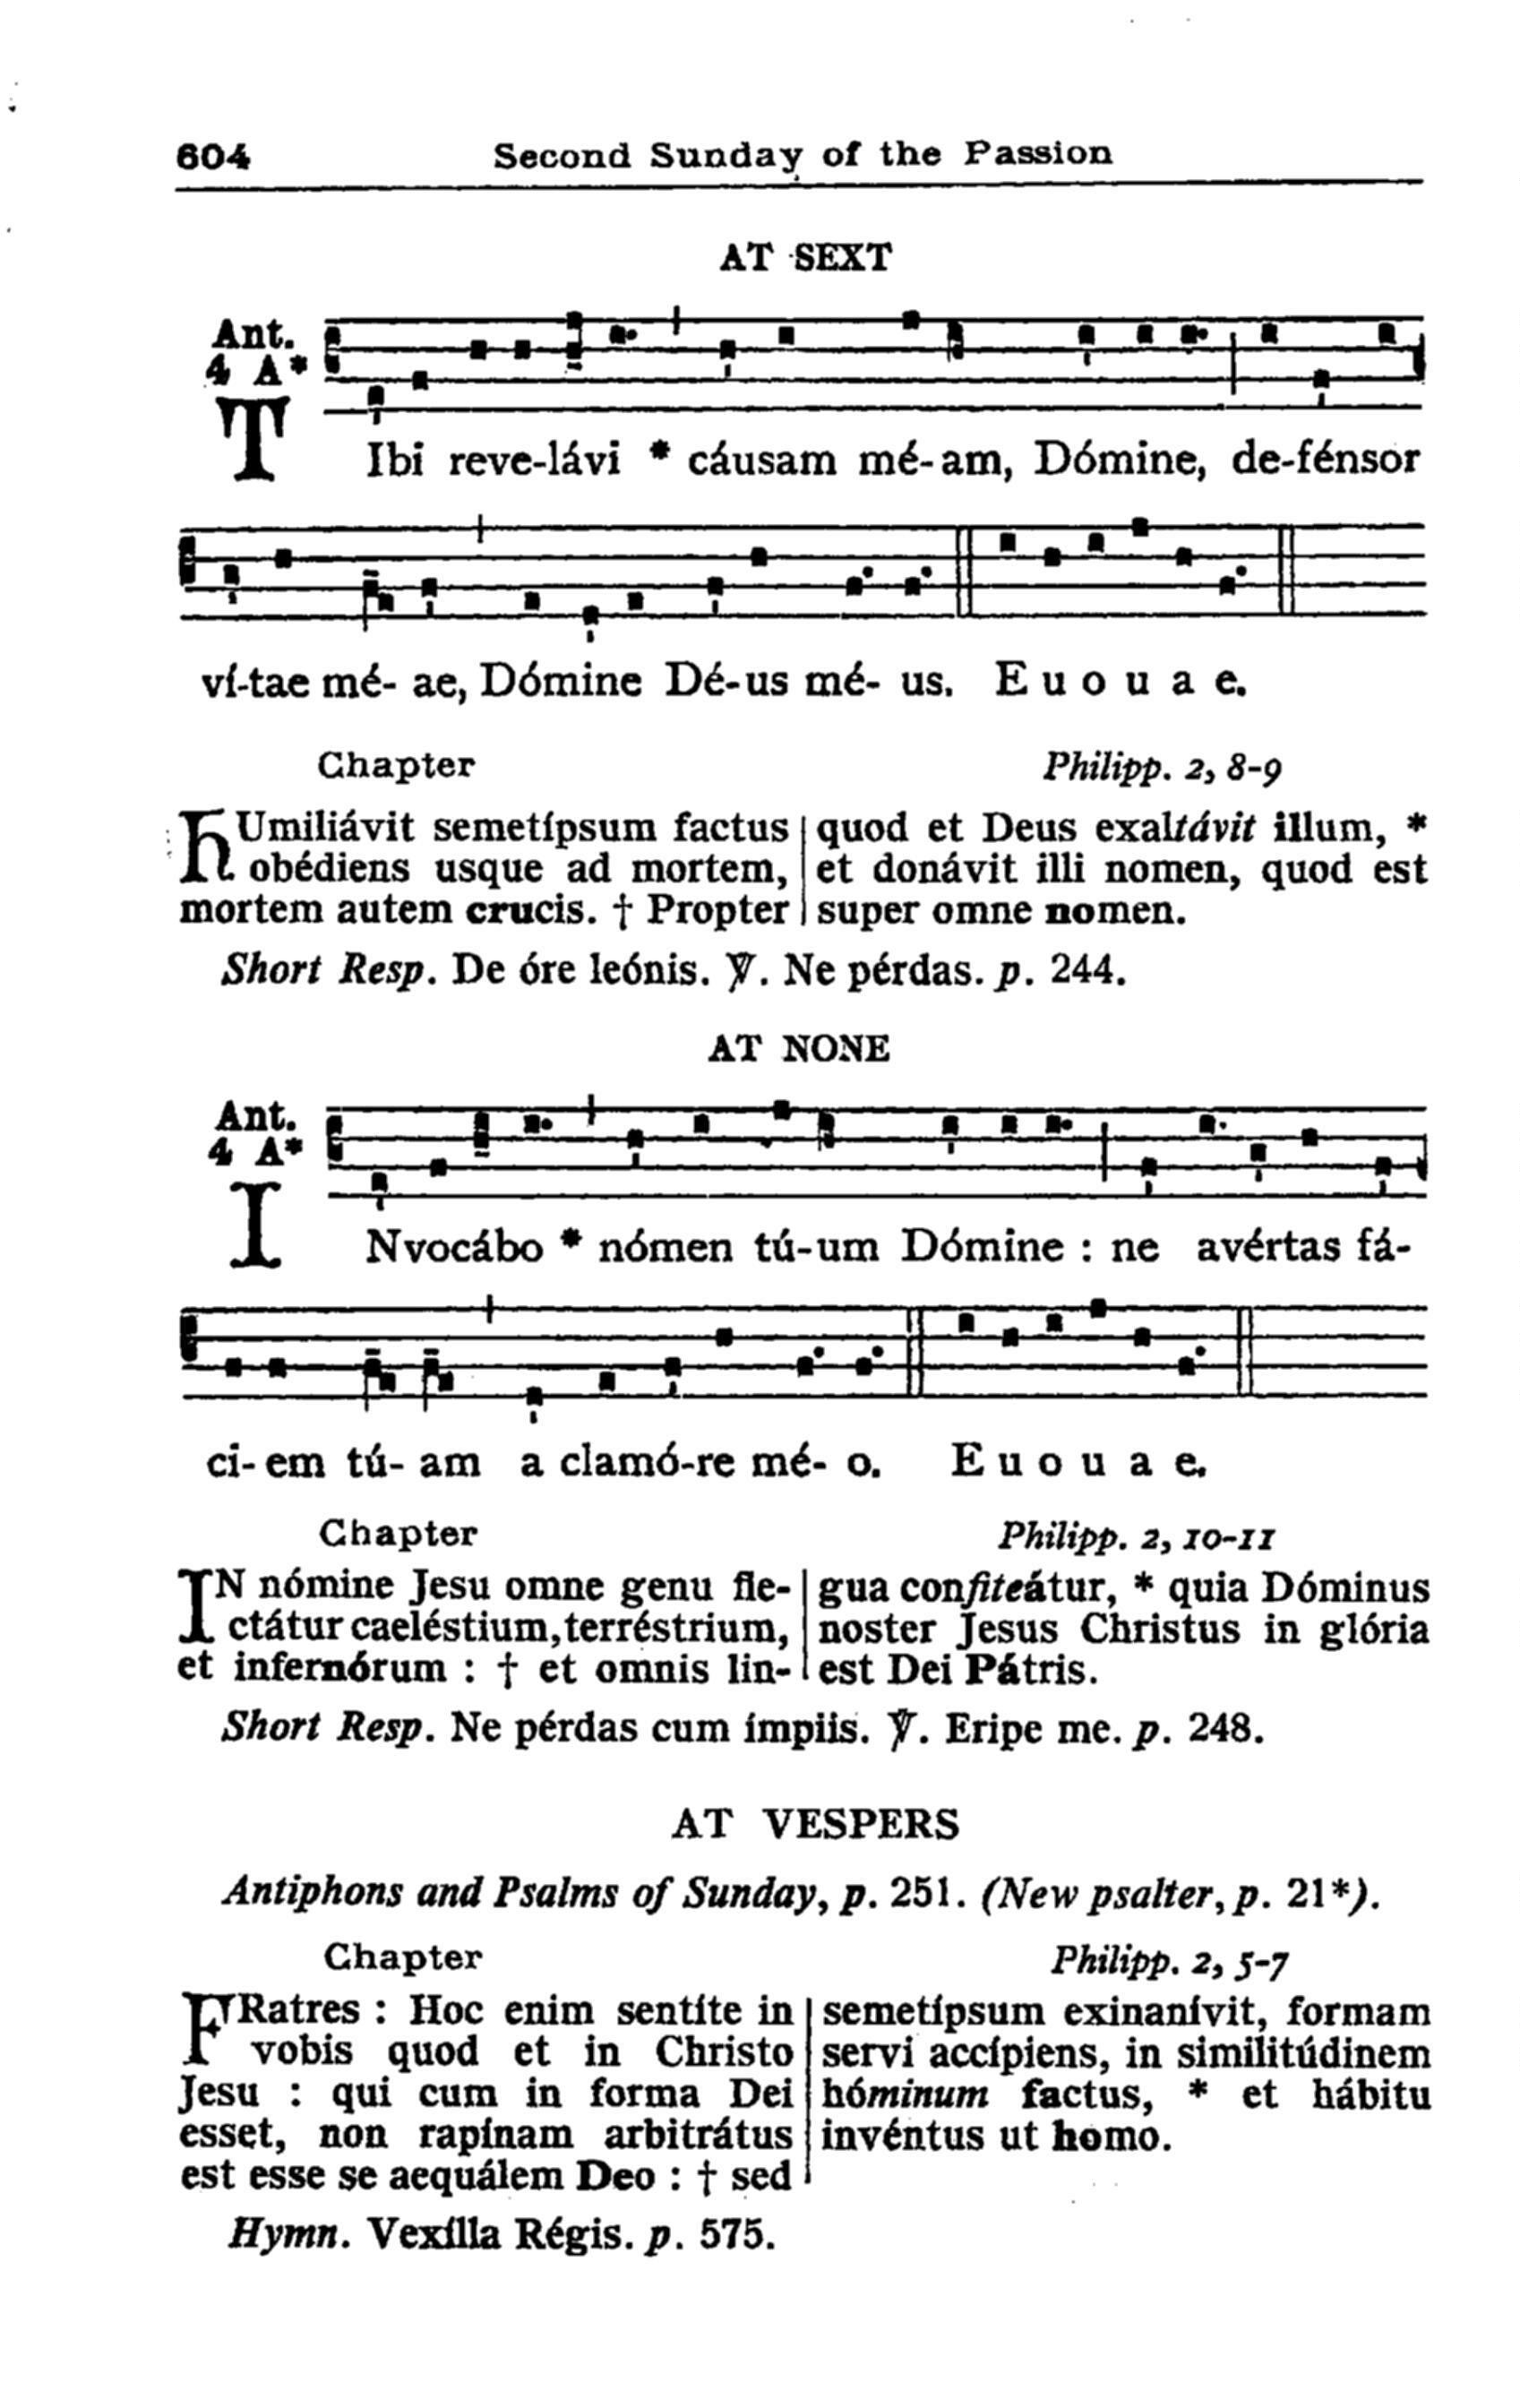 604 Second Sunday of the Passion
AT SEXT
Ant.
4 A*
TIbi reve-lávi * cáusam mé-am, Dómine, de-fénsor
ví-tae mé- ae, Dómine Dé-us mé- us. E u o u a e.
Chapter Philipp. 2, 8-9
HUmiliávit semetípsum factus
obédiens usque ad mortem,
mortem autem crucis. † Propter
quod et Deus exaltávit illum, *
et donávit illi nomen, quod est
super omne nomen.
Short Resp. De óre leónis. ℣. Ne pérdas. p. 244.
AT NONE
Ant.
4 A*
INvocábo * nómen tú-um Dómine : ne avértas fá-
ci- em tú- am a clamó-re mé- o. E u o u a e.
Chapter Philipp. 2, 10-11
IN nómine Jesu omne genu fle-
ctátur caeléstium, terréstrium,
et infernórum : † et omnis lin-
gua confiteátur, * quia Dóminus
noster Jesus Christus in glória
est Dei Pátris.
Short Resp. Ne pérdas cum ímpiis. ℣. Eripe me. p. 248.
AT VESPERS
Antiphons and Psalms of Sunday, p. 251. (New psalter, p. 21*).
Chapter Philipp. 2, 5-7
FRatres : Hoc enim sentíte in
vobis quod et in Christo
Jesu : qui cum in forma Dei
esset, non rapínam arbitrátus
est esse se aequálem Deo : † sed
semetípsum exinanívit, formam
servi accípiens, in similitúdinem
hóminum factus, * et hábitu
invéntus ut homo.
Hymn. Vexílla Régis. p. 575.